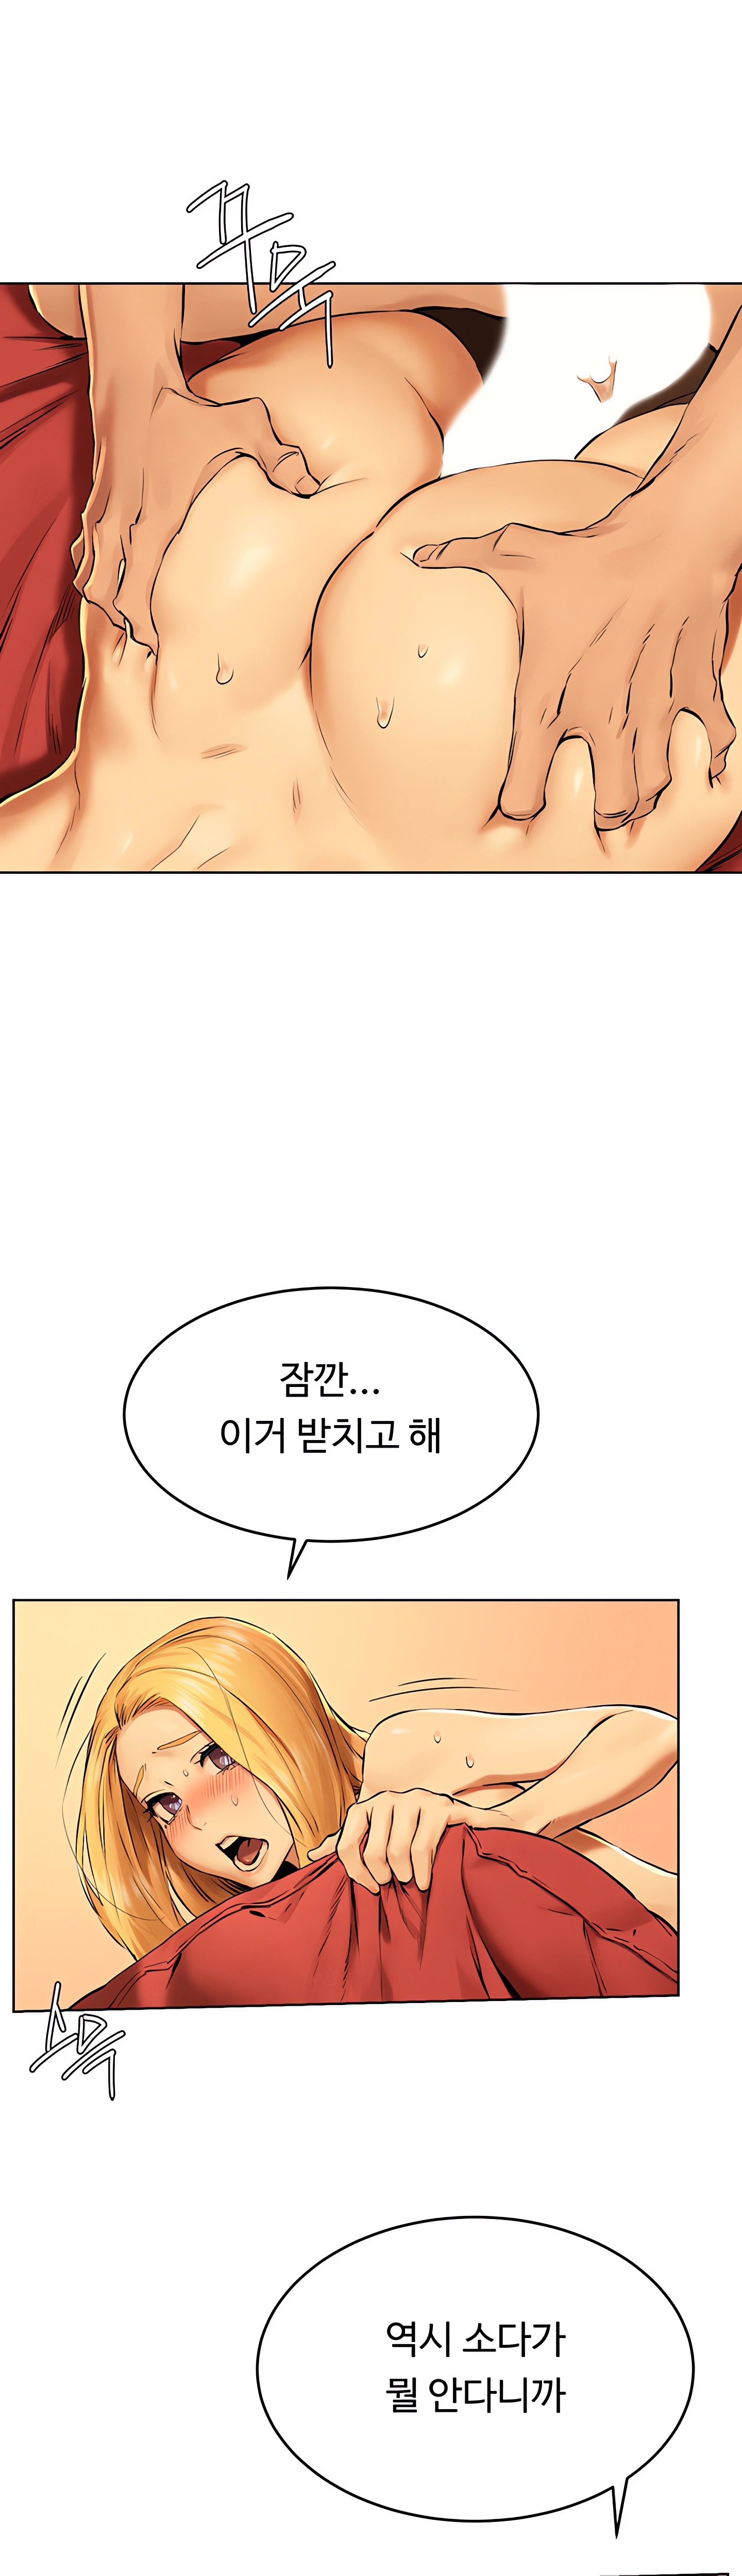 꾸욱
잠깐...
이거 받치고 해
스윽
역시 소다가
뭘 안다니까